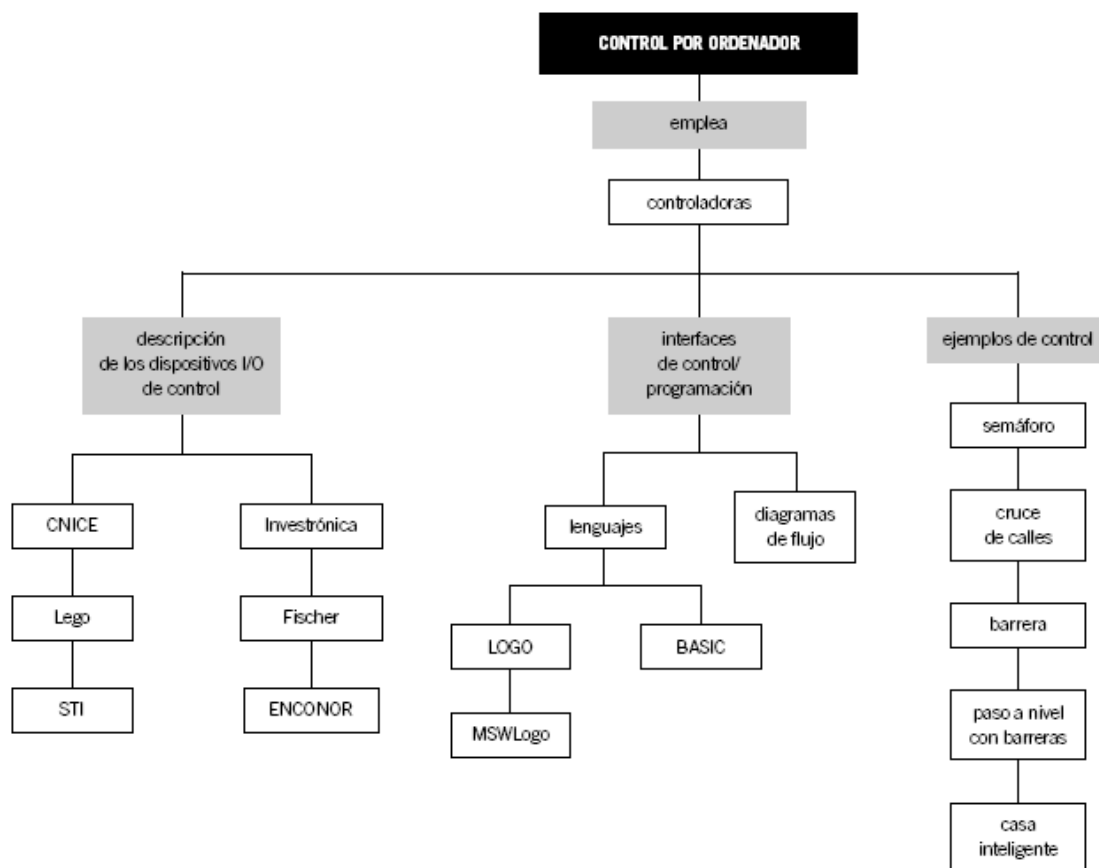 CONTROL POR ORDENADOR
emplea
controladoras
descripción
de los dispositivos I/O
de control
interfaces
de control/
programación
ejemplos de control
CNICE
Lego
STI
Investrónica
Fischer
ENCONOR
lenguajes
diagramas
de flujo
LOGO
BASIC
MSWLogo
semáforo
cruce
de calles
barrera
paso a nivel
con barreras
casa
inteligente